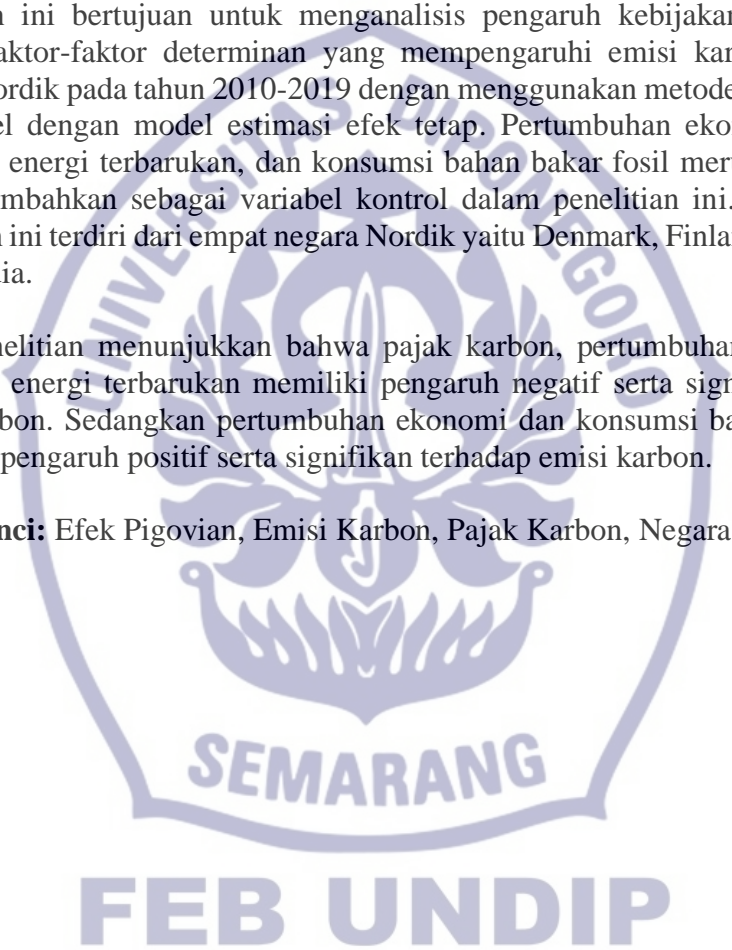 ini bertujuan untuk menganalisis pengaruh kebijakan
aktor-faktor determinan yang mempengaruhi emisi kar
ordik pada tahun 2010-2019 dengan menggunakan metode
el dengan model estimasi efek tetap. Pertumbuhan eko
energi terbarukan, dan konsumsi bahan bakar fosil mer
mbahkan sebagai variabel kontrol dalam penelitian ini.
ini terdiri dari empat negara Nordik yaitu Denmark, Finla
ia.
nelitian menunjukkan bahwa pajak karbon, pertumbuhan
energi terbarukan memiliki pengaruh negatif serta sign
bon. Sedangkan pertumbuhan ekonomi dan konsumsi ba
pengaruh positif serta signifikan terhadap emisi karbon.
nci: Efek Pigovian, Emisi Karbon, Pajak Karbon, Negara
UNIVERSITAS DIPONEGORO
SEMARANG
FEB UNDIP